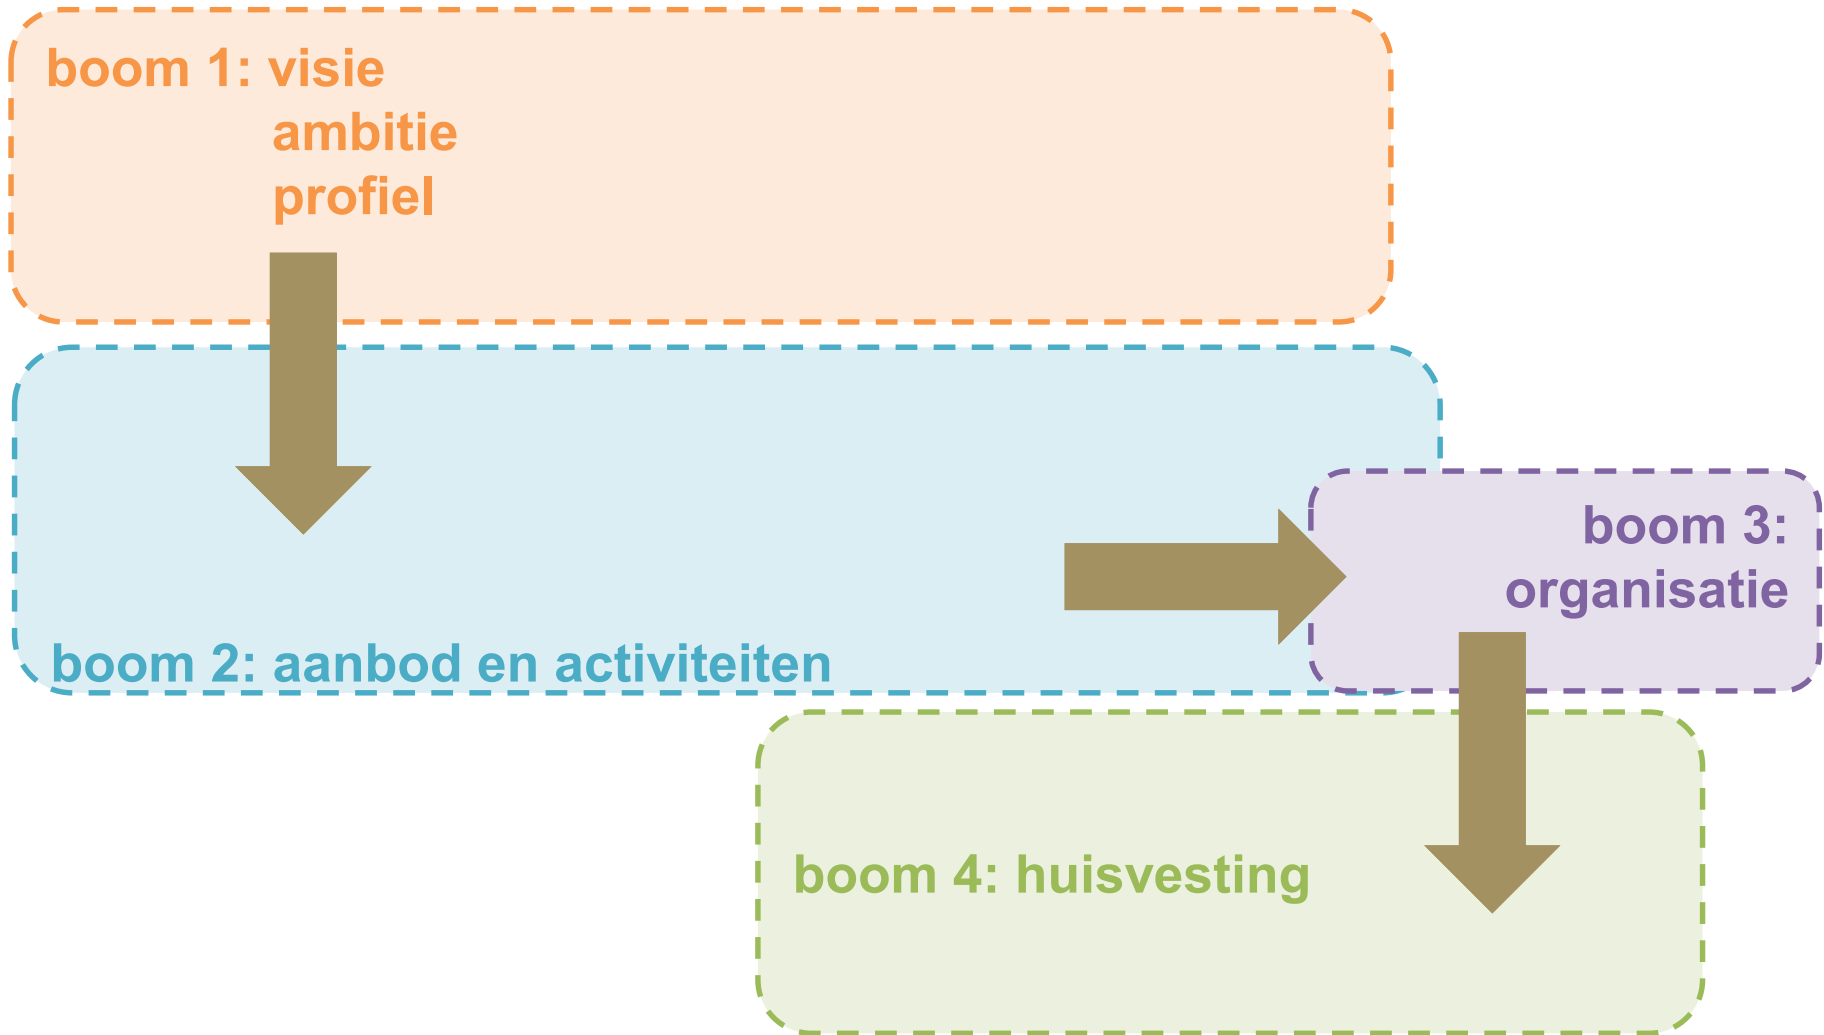 boom 1: visie
ambitie
profiel
boom 3:
organisatie
boom 2: aanbod en activiteiten
boom 4: huisvesting